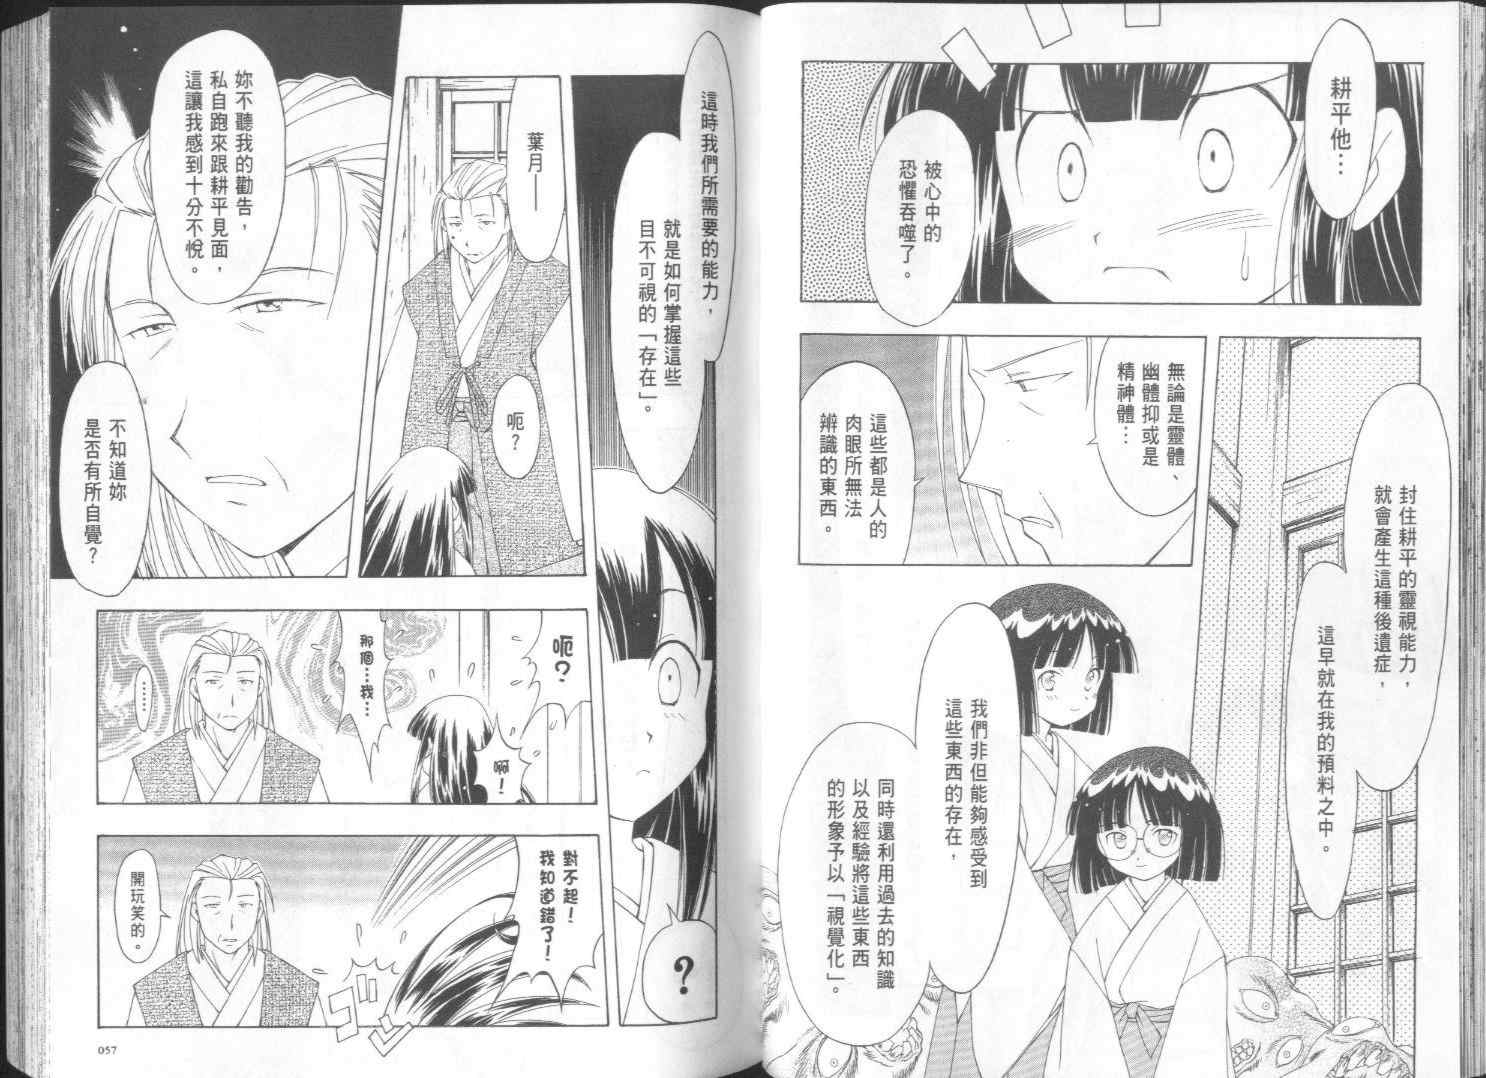 耕平他…
被心中的
恐懼吞噬了。
封住耕平的靈視能力，
就會產生這種後遺症，
這早就在我的預料之中。
無論是靈體、
幽體抑或是
精神體…
這些都是人的
肉眼所無法
辨識的東西。
我們非但能夠感受到
這些東西的存在，
同時還利用過去的知識
以及經驗將這些東西
的形象予以「視覺化」。
這時我們所需要的能力，
就是如何掌握這些
目不可視的「存在」。
？
葉月——
呃？
妳不聽我的勸告，
私自跑來跟耕平見面，
這讓我感到十分不悅。
不知道妳
是否有所自覺？
呃？
啊！
那個…我…
……
對不起！
我知道錯了！
ゴッ
開玩笑的。
057